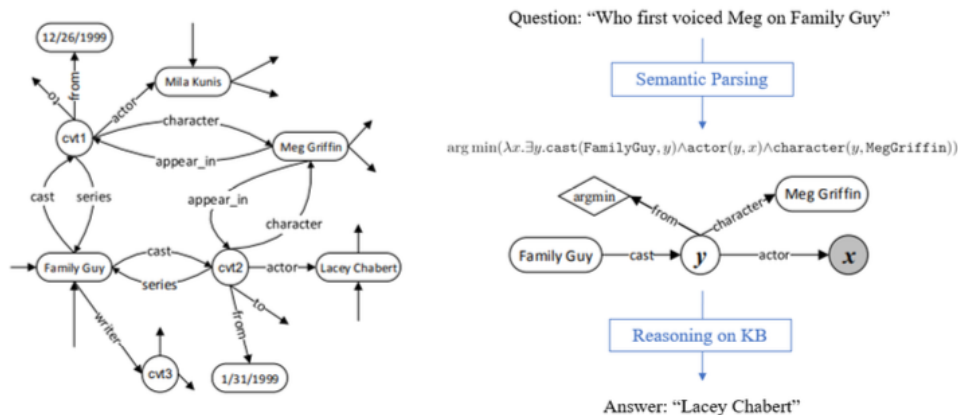 12/26/1999
from
to
Mila Kunis
actor
cvt1
character
Meg Griffin
appear_in
cast
series
appear_in
character
Family Guy
cast
cvt2
actor
Lacey Chabert
series
to
from
writer
cvt3
1/31/1999
Question: “Who first voiced Meg on Family Guy”
Semantic Parsing
arg min(λx.∃y.cast(FamilyGuy, y)∧actor(y, x)∧character(y, MegGriffin))
argmin
Meg Griffin
from
character
Family Guy
cast
y
actor
x
Reasoning on KB
Answer: “Lacey Chabert”